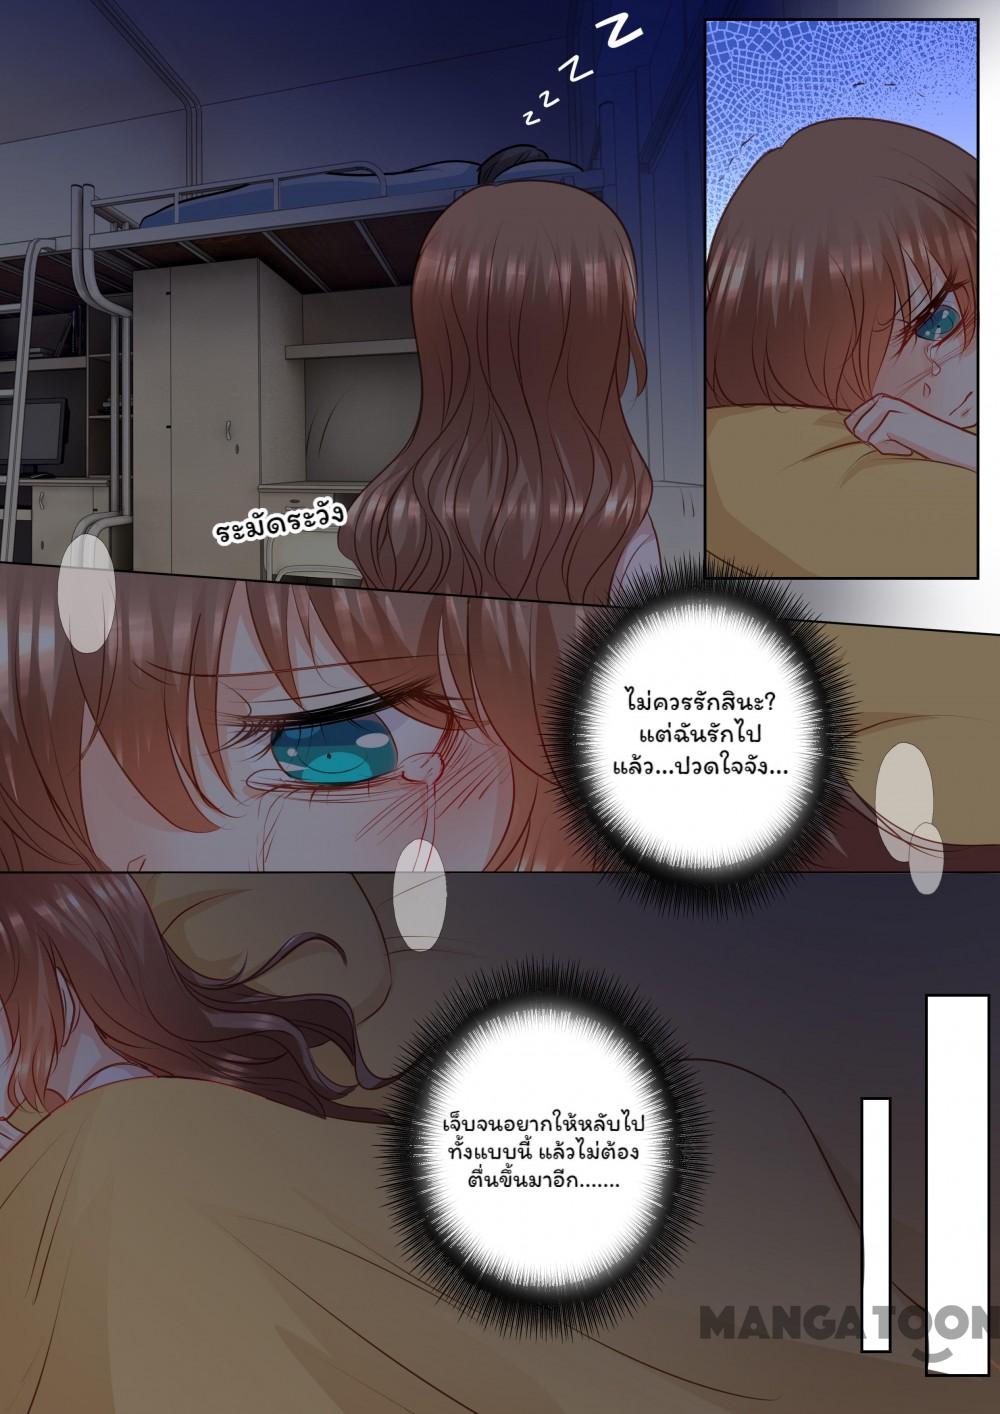 z z z z
ระมัดระวัง
ไม่ควรรักสินะ?
แต่ฉันรักไป
แล้ว...ปวดใจจัง...
เจ็บจนอยากให้หลับไป
ทั้งแบบนี้ แล้วไม่ต้อง
ตื่นขึ้นมาอีก.......
MANGATOON